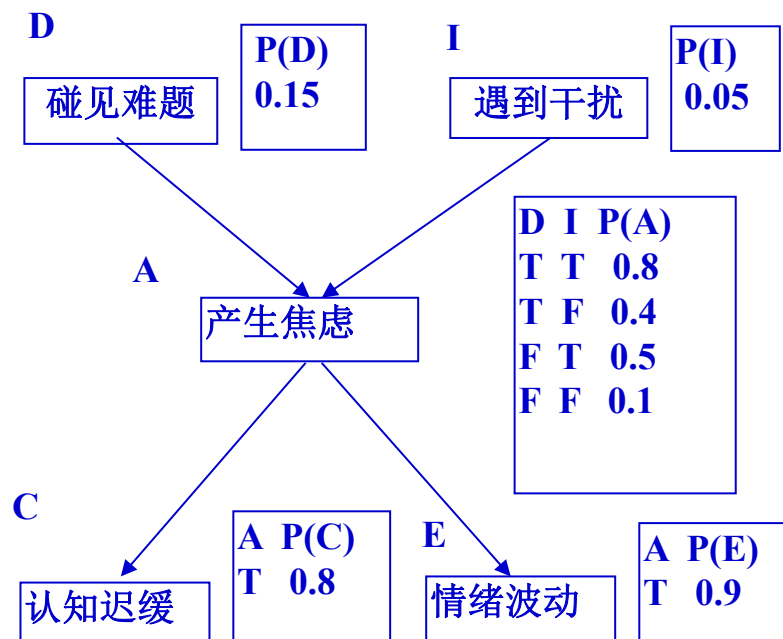 D
P(D)
0.15
碰见难题
I
P(I)
0.05
遇到干扰
D I P(A)
T T 0.8
T F 0.4
F T 0.5
F F 0.1
A
产生焦虑
C
A P(C)
T 0.8
认知迟缓
E
A P(E)
T 0.9
情绪波动